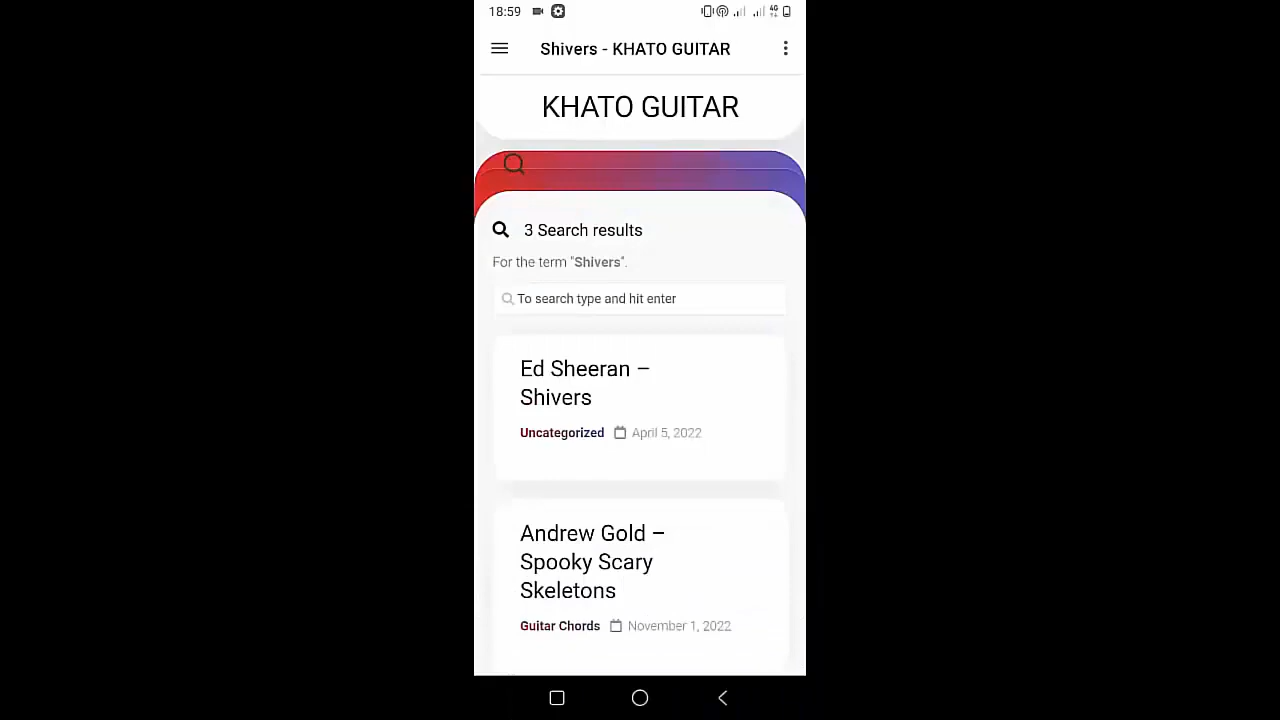 18:59
4G
Shivers - KHATO GUITAR
KHATO GUITAR
3 Search results
For the term "Shivers".
To search type and hit enter
Ed Sheeran –
Shivers
Uncategorized April 5, 2022
Andrew Gold –
Spooky Scary
Skeletons
Guitar Chords November 1, 2022